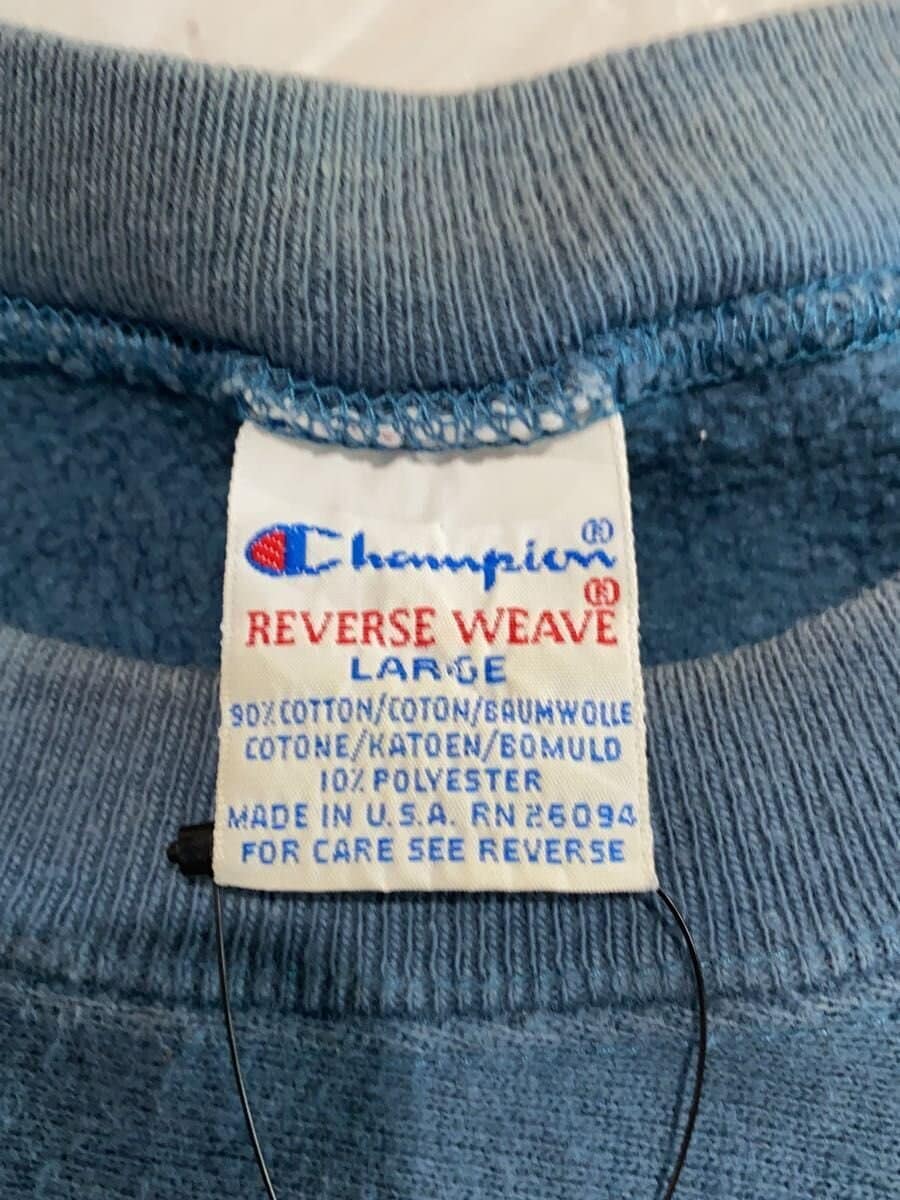 Champion®
REVERSE WEAVE®
LARGE
90% COTTON/COTON/BAUMWOLLE
COTONE/KATOEN/BOMULD
10% POLYESTER
MADE IN U.S.A. RN 26094
FOR CARE SEE REVERSE